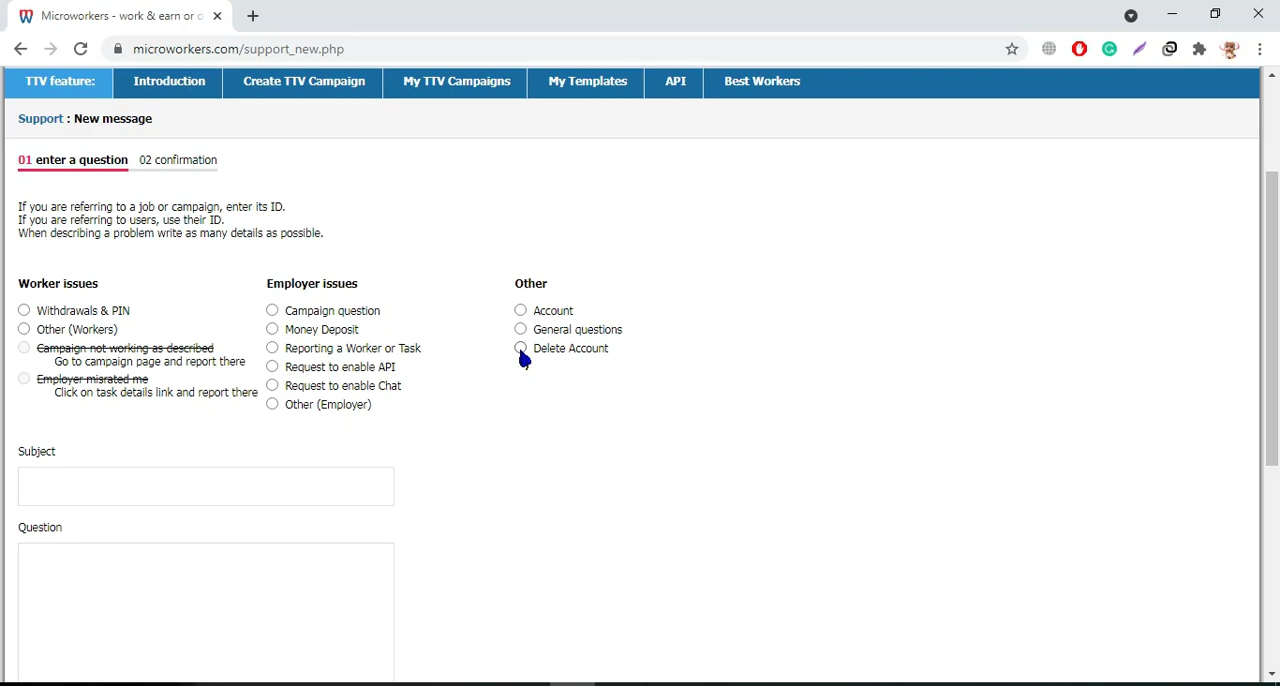 Microworkers - work & earn or o
microworkers.com/support_new.php
TTV feature: Introduction Create TTV Campaign My TTV Campaigns My Templates API Best Workers
Support : New message
01 enter a question 02 confirmation
If you are referring to a job or campaign, enter its ID.
If you are referring to users, use their ID.
When describing a problem write as many details as possible.
Worker issues
Withdrawals & PIN
Other (Workers)
Campaign not working as described
Go to campaign page and report there
Employer misrated me
Click on task details link and report there
Employer issues
Campaign question
Money Deposit
Reporting a Worker or Task
Request to enable API
Request to enable Chat
Other (Employer)
Other
Account
General questions
Delete Account
Subject
Question